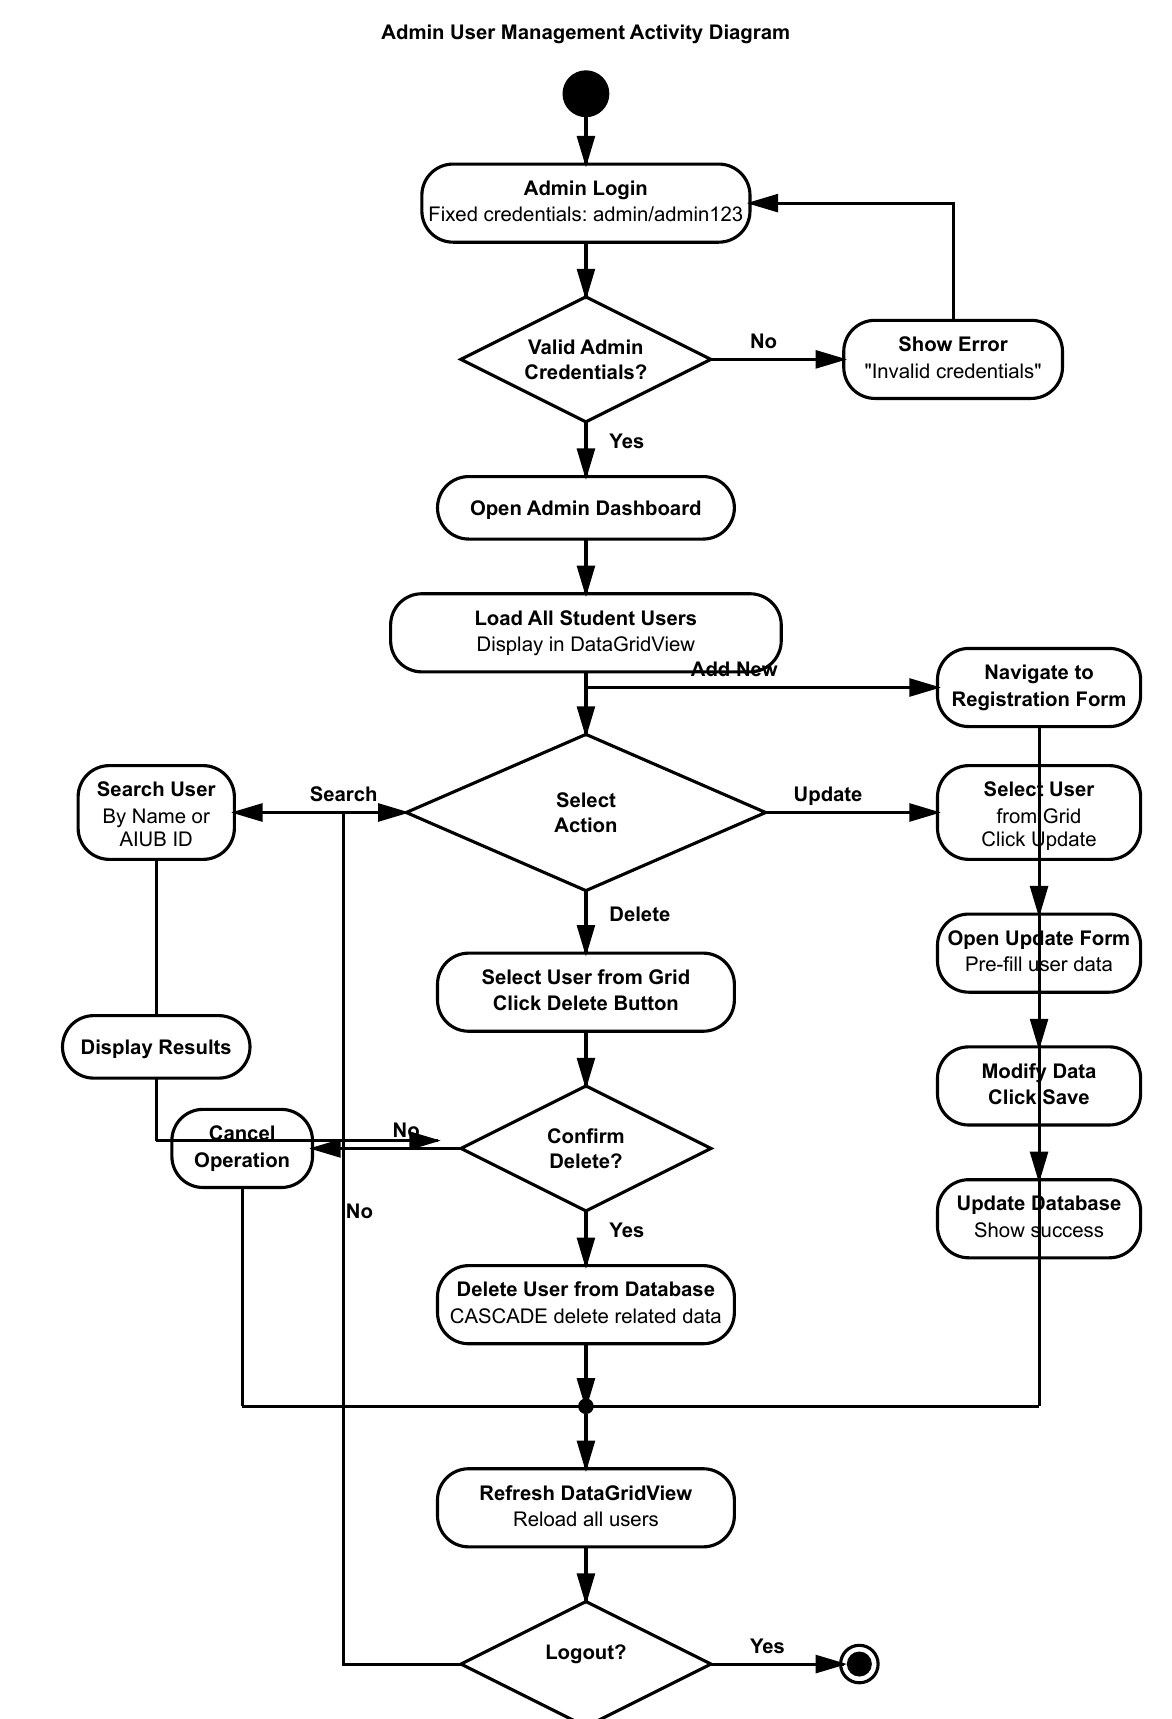 Admin User Management Activity Diagram
Admin Login
Fixed credentials: admin/admin123
Valid Admin
Credentials?
No
Show Error
"Invalid credentials"
Yes
Open Admin Dashboard
Load All Student Users
Display in DataGridView
Add New
Navigate to
Registration Form
Search User
By Name or
AIUB ID
Search
Select
Action
Update
Select User
from Grid
Click Update
Delete
Open Update Form
Pre-fill user data
Select User from Grid
Click Delete Button
Display Results
Modify Data
Click Save
Cancel
Operation
No
Confirm
Delete?
No
Yes
Update Database
Show success
Delete User from Database
CASCADE delete related data
Refresh DataGridView
Reload all users
Logout?
Yes